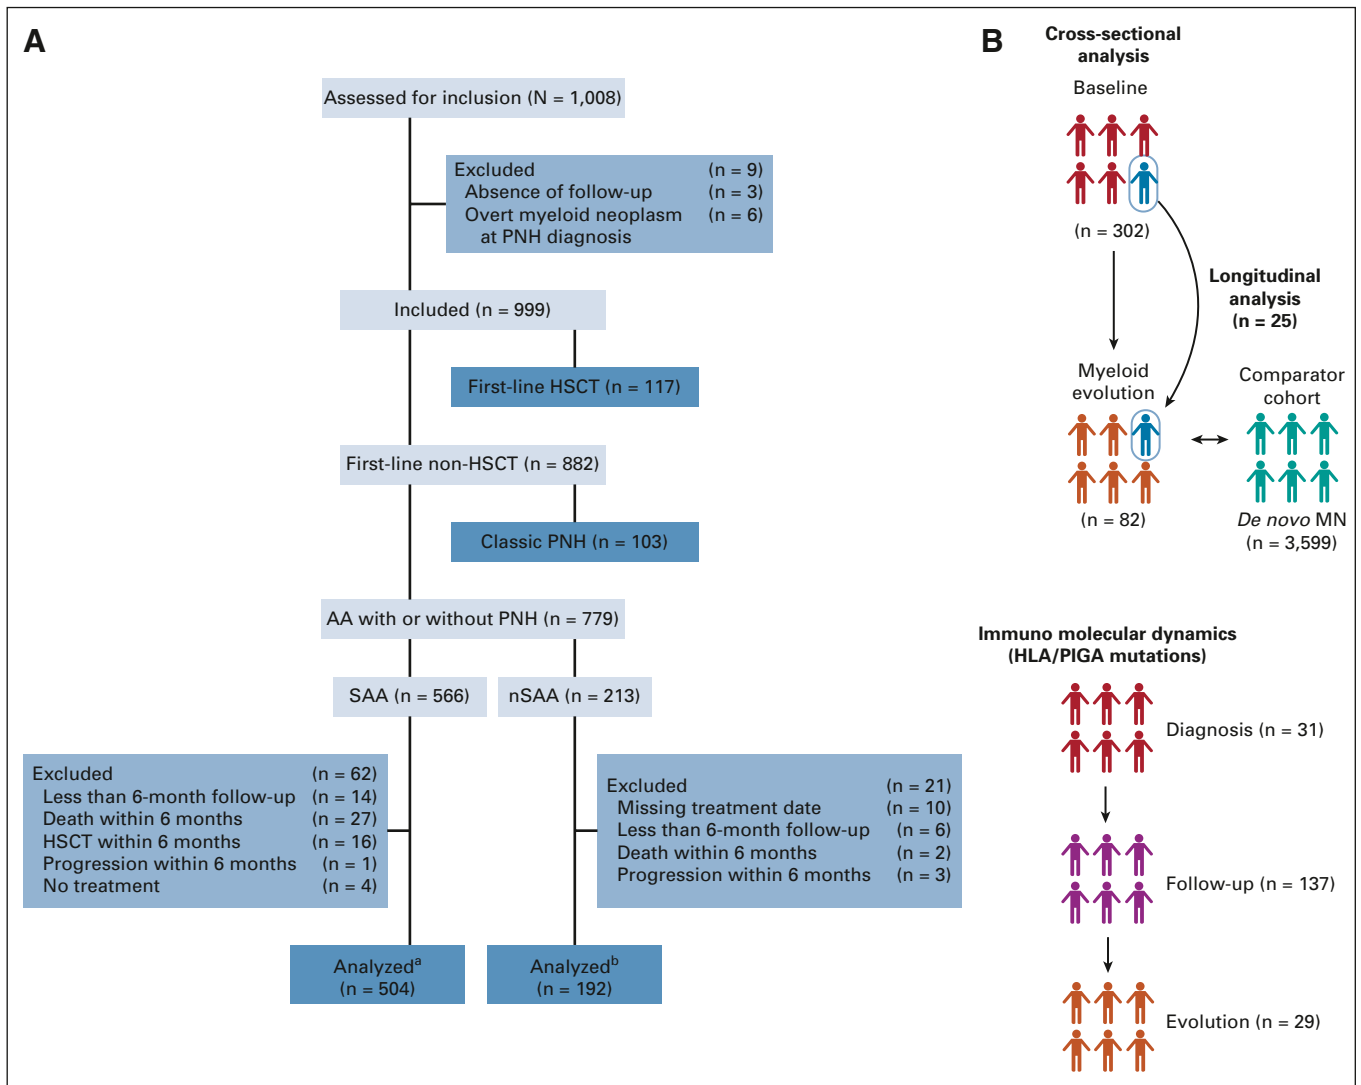 A
Assessed for inclusion (N = 1,008)
Excluded (n = 9)
Absence of follow-up (n = 3)
Overt myeloid neoplasm (n = 6)
at PNH diagnosis
Included (n = 999)
First-line HSCT (n = 117)
First-line non-HSCT (n = 882)
Classic PNH (n = 103)
AA with or without PNH (n = 779)
SAA (n = 566)
nSAA (n = 213)
Excluded (n = 62)
Less than 6-month follow-up (n = 14)
Death within 6 months (n = 27)
HSCT within 6 months (n = 16)
Progression within 6 months (n = 1)
No treatment (n = 4)
Excluded (n = 21)
Missing treatment date (n = 10)
Less than 6-month follow-up (n = 6)
Death within 6 months (n = 2)
Progression within 6 months (n = 3)
Analyzedᵃ
(n = 504)
Analyzedᵇ
(n = 192)
B
Cross-sectional
analysis
Baseline
(n = 302)
Longitudinal
analysis
(n = 25)
Myeloid
evolution
(n = 82)
Comparator
cohort
De novo MN
(n = 3,599)
Immuno molecular dynamics
(HLA/PIGA mutations)
Diagnosis (n = 31)
Follow-up (n = 137)
Evolution (n = 29)